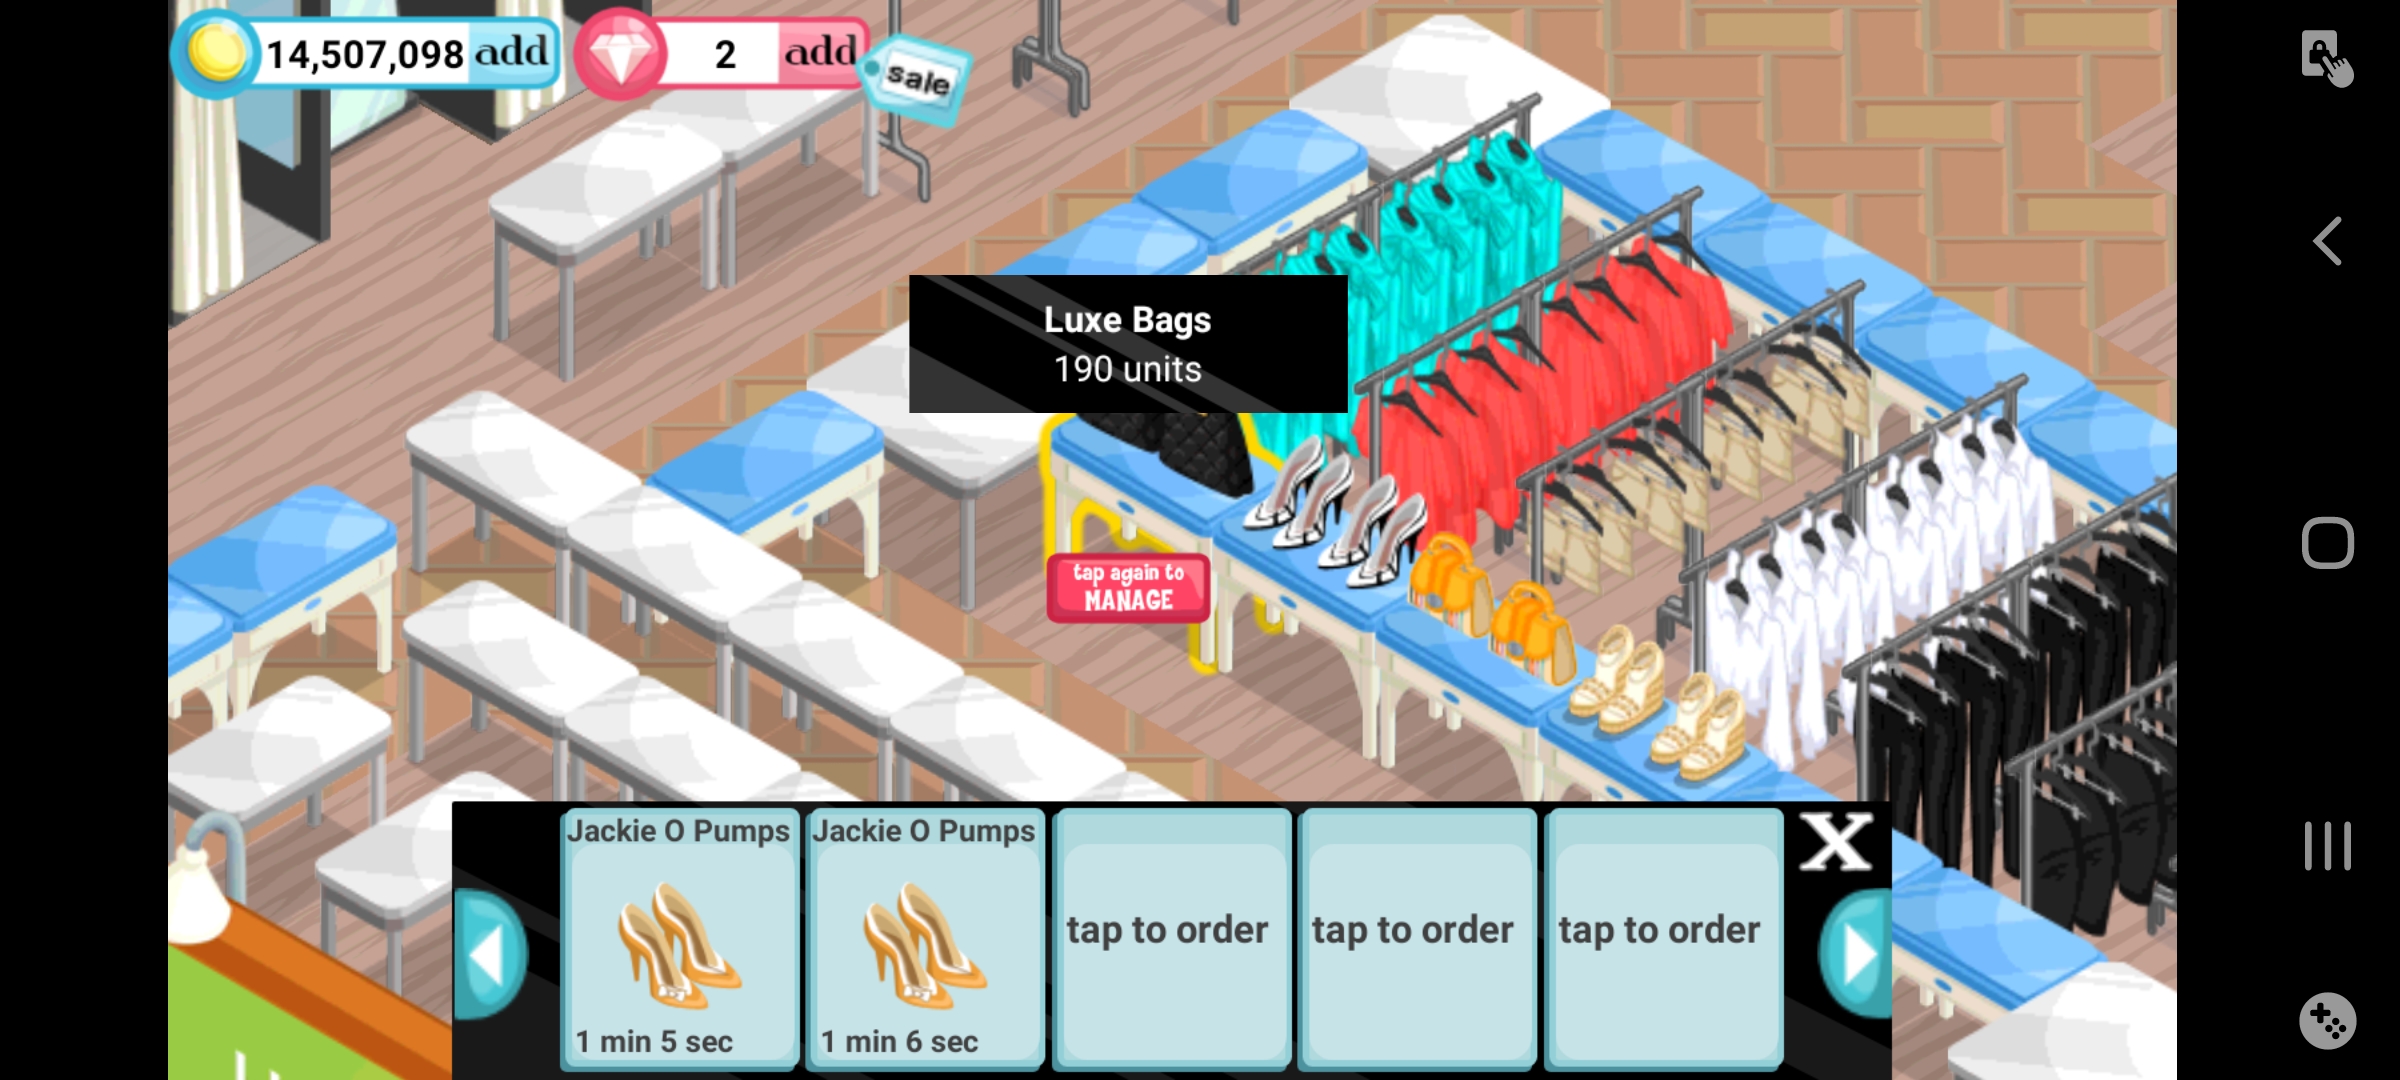 14,507,098 add
2 add
sale
Luxe Bags
190 units
tap again to
MANAGE
Jackie O Pumps
1 min 5 sec
Jackie O Pumps
1 min 6 sec
tap to order
tap to order
tap to order
X